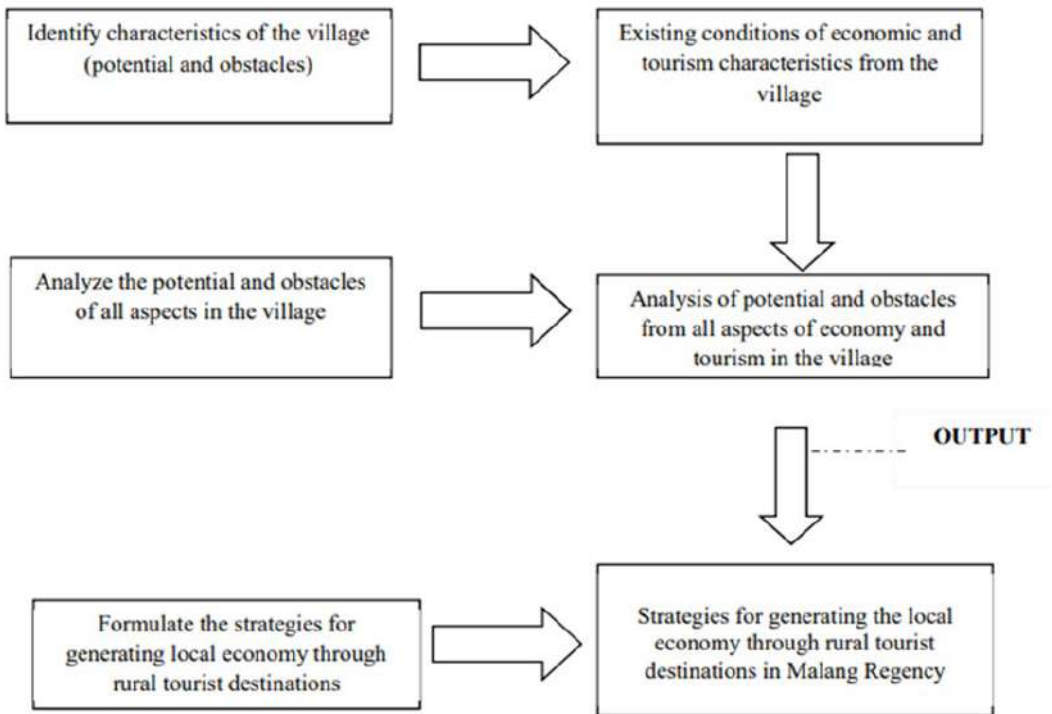 Identify characteristics of the village
(potential and obstacles)
Existing conditions of economic and
tourism characteristics from the
village
Analyze the potential and obstacles
of all aspects in the village
Analysis of potential and obstacles
from all aspects of economy and
tourism in the village
OUTPUT
Formulate the strategies for
generating local economy through
rural tourist destinations
Strategies for generating the local
economy through rural tourist
destinations in Malang Regency